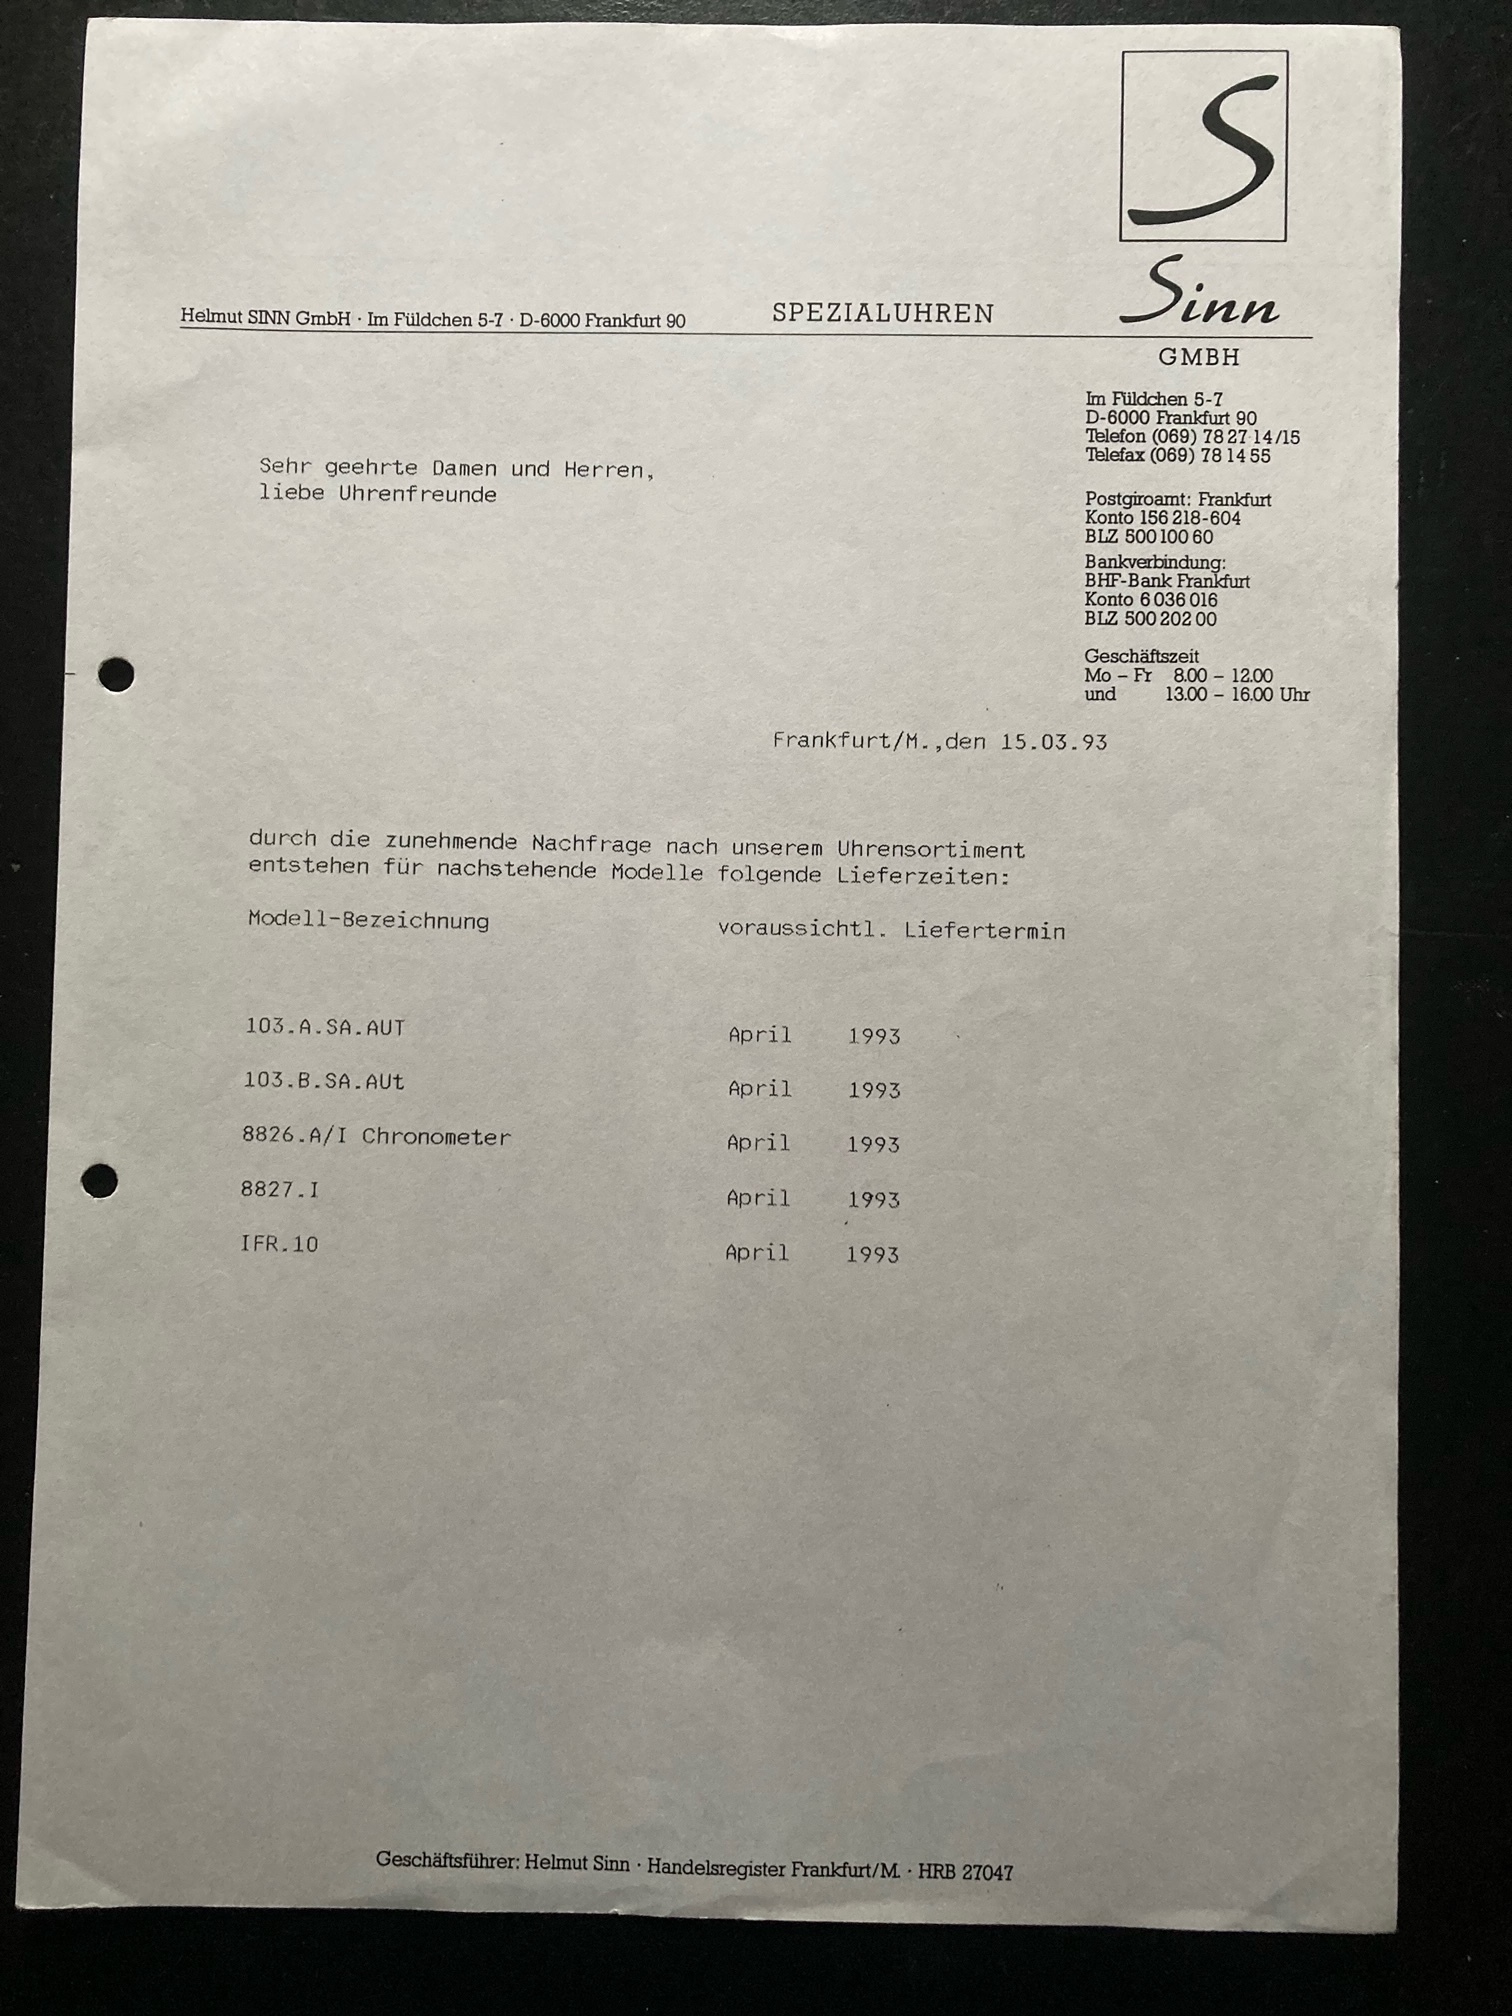 S
Sinn
Helmut SINN GmbH · Im Füldchen 5-7 · D-6000 Frankfurt 90 SPEZIALUHREN
GMBH
Im Füldchen 5-7
D-6000 Frankfurt 90
Telefon (069) 78 27 14/15
Telefax (069) 78 14 55
Sehr geehrte Damen und Herren,
liebe Uhrenfreunde
Postgiroamt: Frankfurt
Konto 156 218-604
BLZ 500 100 60
Bankverbindung:
BHF-Bank Frankfurt
Konto 6 036 016
BLZ 500 202 00
Geschäftszeit
Mo – Fr 8.00 – 12.00
und 13.00 – 16.00 Uhr
Frankfurt/M.,den 15.03.93
durch die zunehmende Nachfrage nach unserem Uhrensortiment
entstehen für nachstehende Modelle folgende Lieferzeiten:
Modell-Bezeichnung voraussichtl. Liefertermin
103.A.SA.AUT April 1993
103.B.SA.AUt April 1993
8826.A/I Chronometer April 1993
8827.I April 1993
IFR.10 April 1993
Geschäftsführer: Helmut Sinn · Handelsregister Frankfurt/M. · HRB 27047